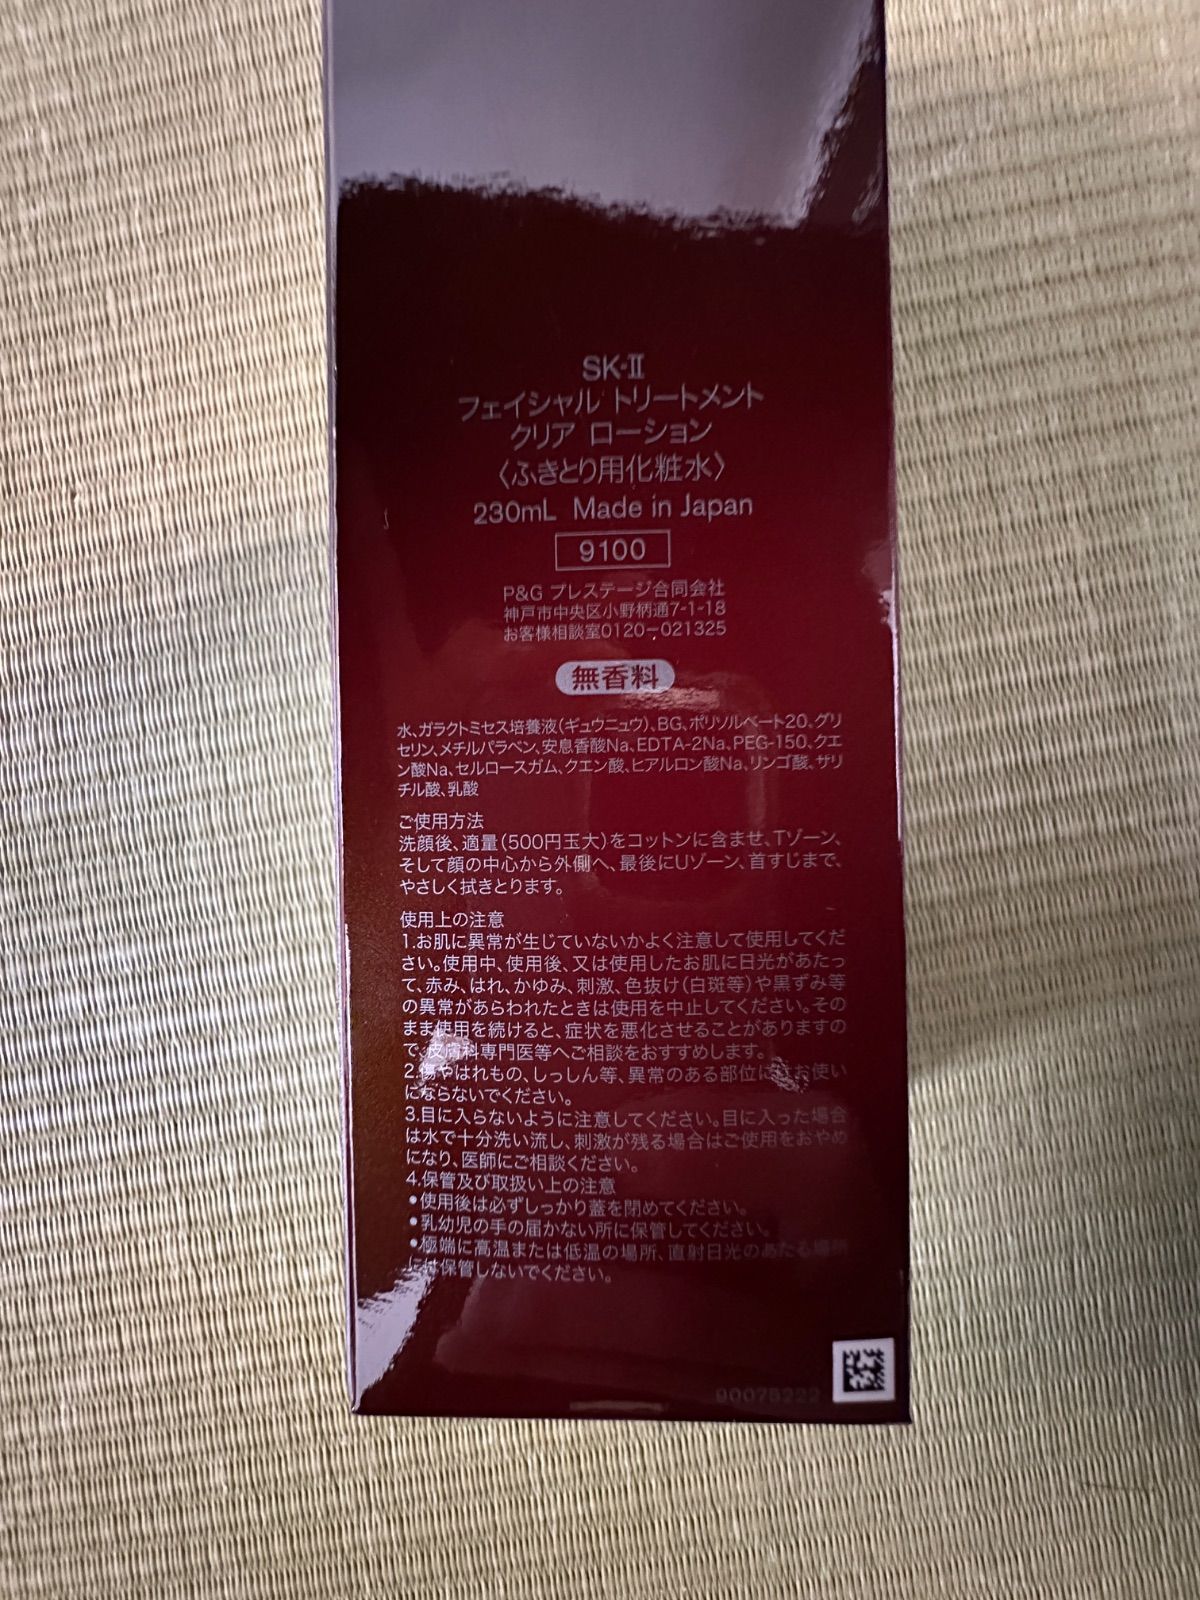 SK-II
フェイシャル トリートメント
クリア ローション
〈ふきとり用化粧水〉
230mL Made in Japan
9100
P&G プレステージ合同会社
神戸市中央区小野柄通7-1-18
お客様相談室0120-021325
無香料
水、ガラクトミセス培養液(ギュウニュウ)、BG、ポリソルベート20、グリ
セリン、メチルパラベン、安息香酸Na、EDTA-2Na、PEG-150、クエ
ン酸Na、セルロースガム、クエン酸、ヒアルロン酸Na、リンゴ酸、サリ
チル酸、乳酸
ご使用方法
洗顔後、適量(500円玉大)をコットンに含ませ、Tゾーン、
そして顔の中心から外側へ、最後にUゾーン、首すじまで、
やさしく拭きとります。
使用上の注意
1.お肌に異常が生じていないかよく注意して使用してくだ
さい。使用中、使用後、又は使用したお肌に日光があたっ
て、赤み、はれ、かゆみ、刺激、色抜け(白斑等)や黒ずみ等
の異常があらわれたときは使用を中止してください。その
まま使用を続けると、症状を悪化させることがありますの
で、皮膚科専門医等へご相談をおすすめします。
2.傷やはれもの、しっしん等、異常のある部位にはお使い
にならないでください。
3.目に入らないように注意してください。目に入った場合
は水で十分洗い流し、刺激が残る場合はご使用をおやめ
になり、医師にご相談ください。
4.保管及び取扱い上の注意
•使用後は必ずしっかり蓋を閉めてください。
•乳幼児の手の届かない所に保管してください。
•極端に高温または低温の場所、直射日光のあたる場所
には保管しないでください。
90075222